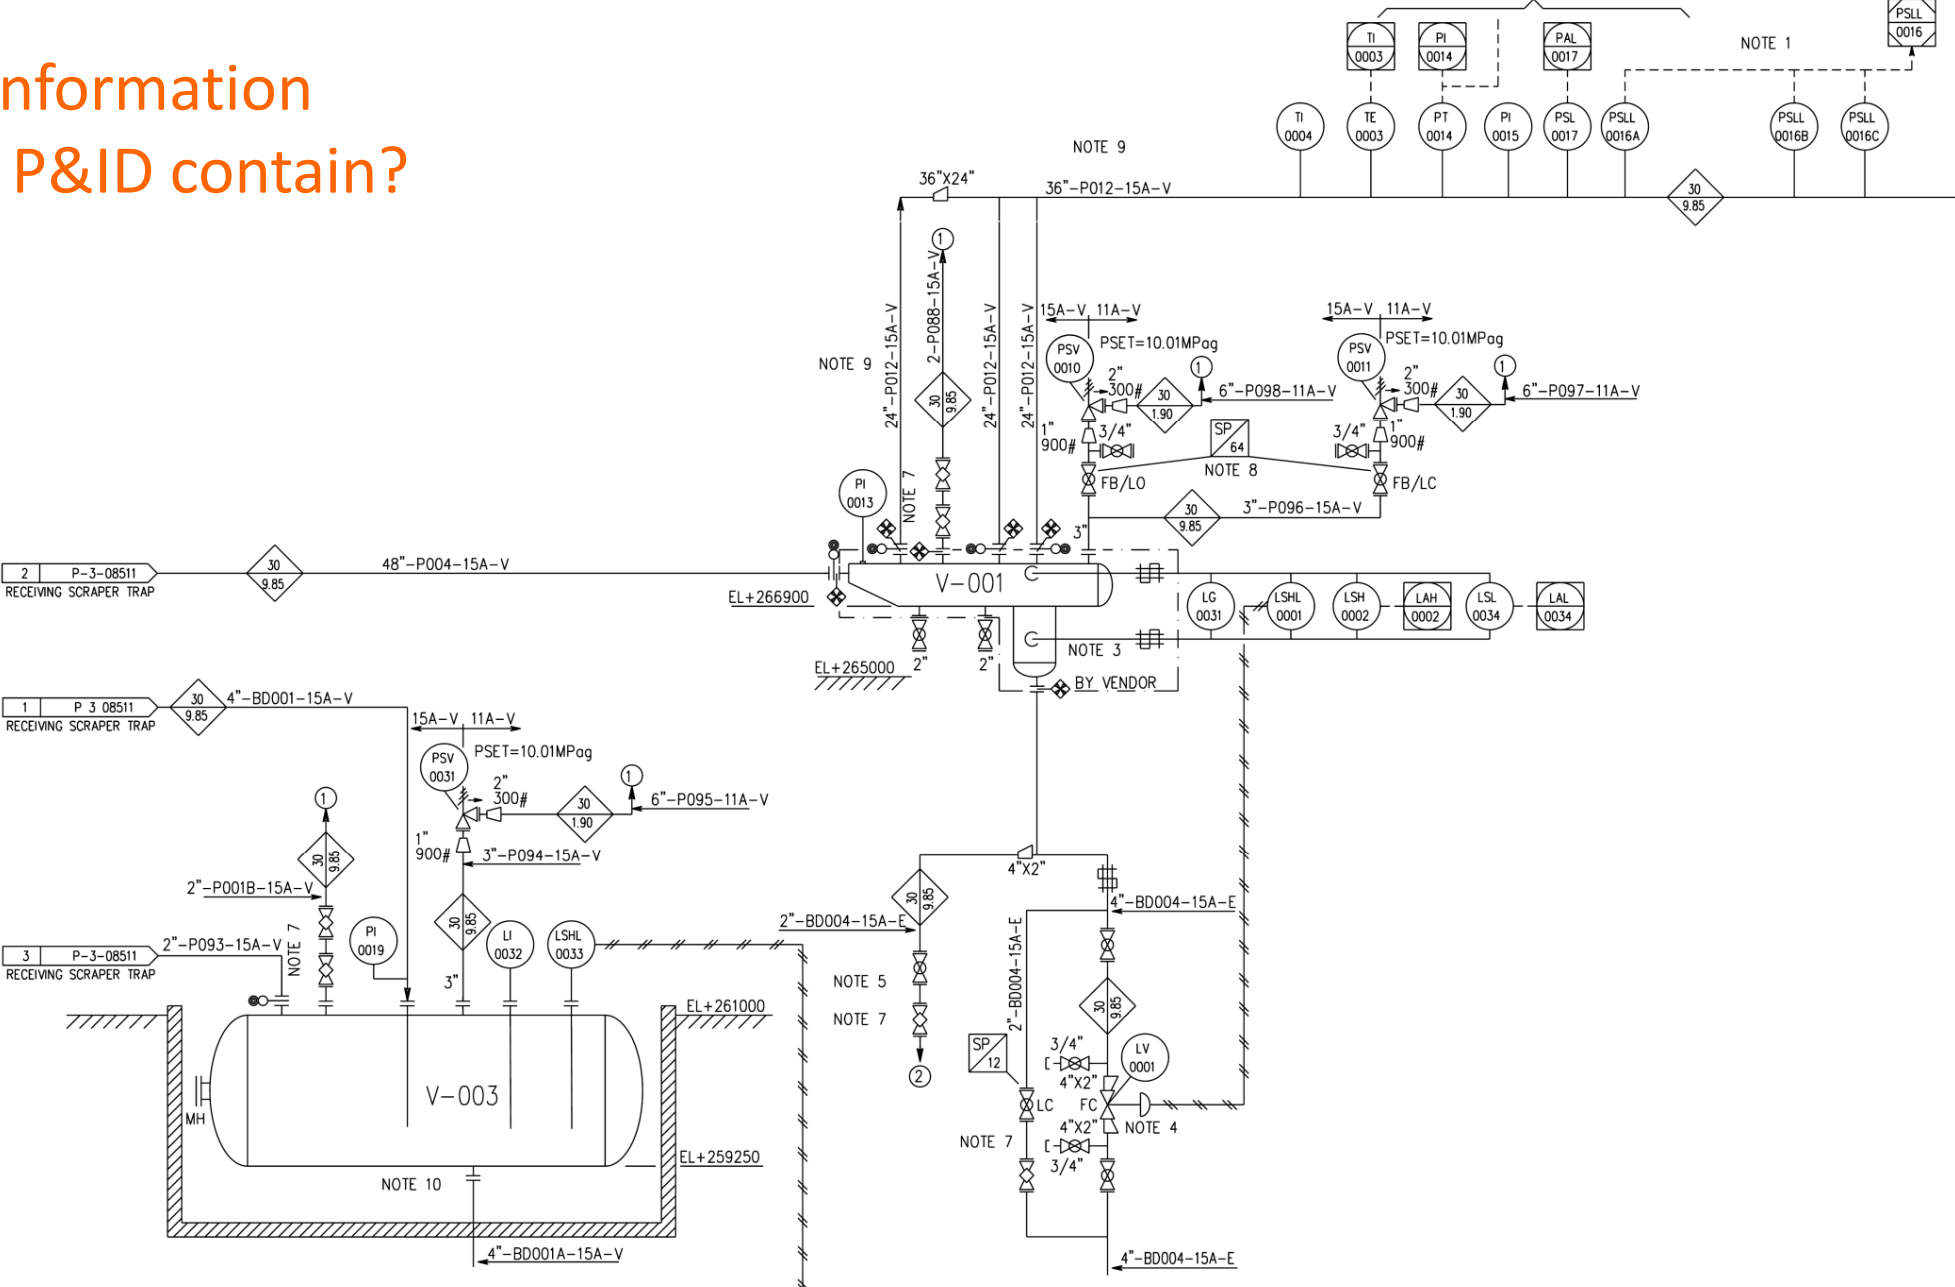 nformation
P&ID contain?
PSLL
0016
TI
0003
PI
0014
PAL
0017
NOTE 1
TI
0004
TE
0003
PT
0014
PI
0015
PSL
0017
PSLL
0016A
PSLL
0016B
PSLL
0016C
NOTE 9
36"X24"
36"-P012-15A-V
30
9.85
1
2-P088-15A-V
24"-P012-15A-V
24"-P012-15A-V
24"-P012-15A-V
NOTE 9
30
9.85
15A-V
11A-V
PSV
0010
PSET=10.01MPag
2"
300#
30
1.90
1
6"-P098-11A-V
1"
900#
3/4"
FB/LO
SP
64
NOTE 8
15A-V
11A-V
PSV
0011
PSET=10.01MPag
2"
300#
30
1.90
1
6"-P097-11A-V
3/4"
1"
900#
FB/LC
30
9.85
3"-P096-15A-V
3"
PI
0013
NOTE 7
2
P-3-08511
RECEIVING SCRAPER TRAP
30
9.85
48"-P004-15A-V
V-001
C
C
EL+266900
EL+265000
2"
2"
NOTE 3
BY VENDOR
LG
0031
LSHL
0001
LSH
0002
LAH
0002
LSL
0034
LAL
0034
1
P 3 08511
RECEIVING SCRAPER TRAP
30
9.85
4"-BD001-15A-V
15A-V
11A-V
PSV
0031
PSET=10.01MPag
2"
300#
30
1.90
1
6"-P095-11A-V
1"
900#
3"-P094-15A-V
30
9.85
3"
1
30
9.85
2"-P001B-15A-V
NOTE 7
3
P-3-08511
RECEIVING SCRAPER TRAP
2"-P093-15A-V
PI
0019
LI
0032
LSHL
0033
EL+261000
V-003
MH
EL+259250
NOTE 10
4"-BD001A-15A-V
4"X2"
30
9.85
2"-BD004-15A-E
NOTE 5
NOTE 7
2
4"-BD004-15A-E
2"-BD004-15A-E
30
9.85
SP
12
3/4"
4"X2"
LV
0001
LC
FC
4"X2"
NOTE 4
NOTE 7
3/4"
4"-BD004-15A-E